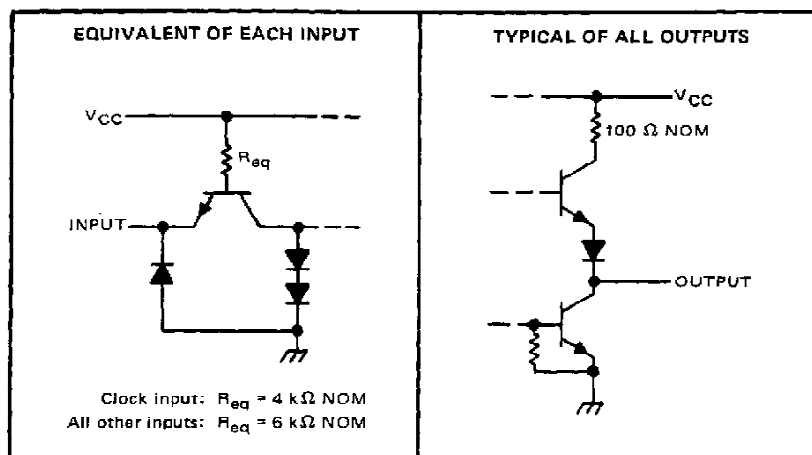 EQUIVALENT OF EACH INPUT
VCC
Req
INPUT
Clock input: Req = 4 kΩ NOM
All other inputs: Req = 6 kΩ NOM
TYPICAL OF ALL OUTPUTS
VCC
100 Ω NOM
OUTPUT